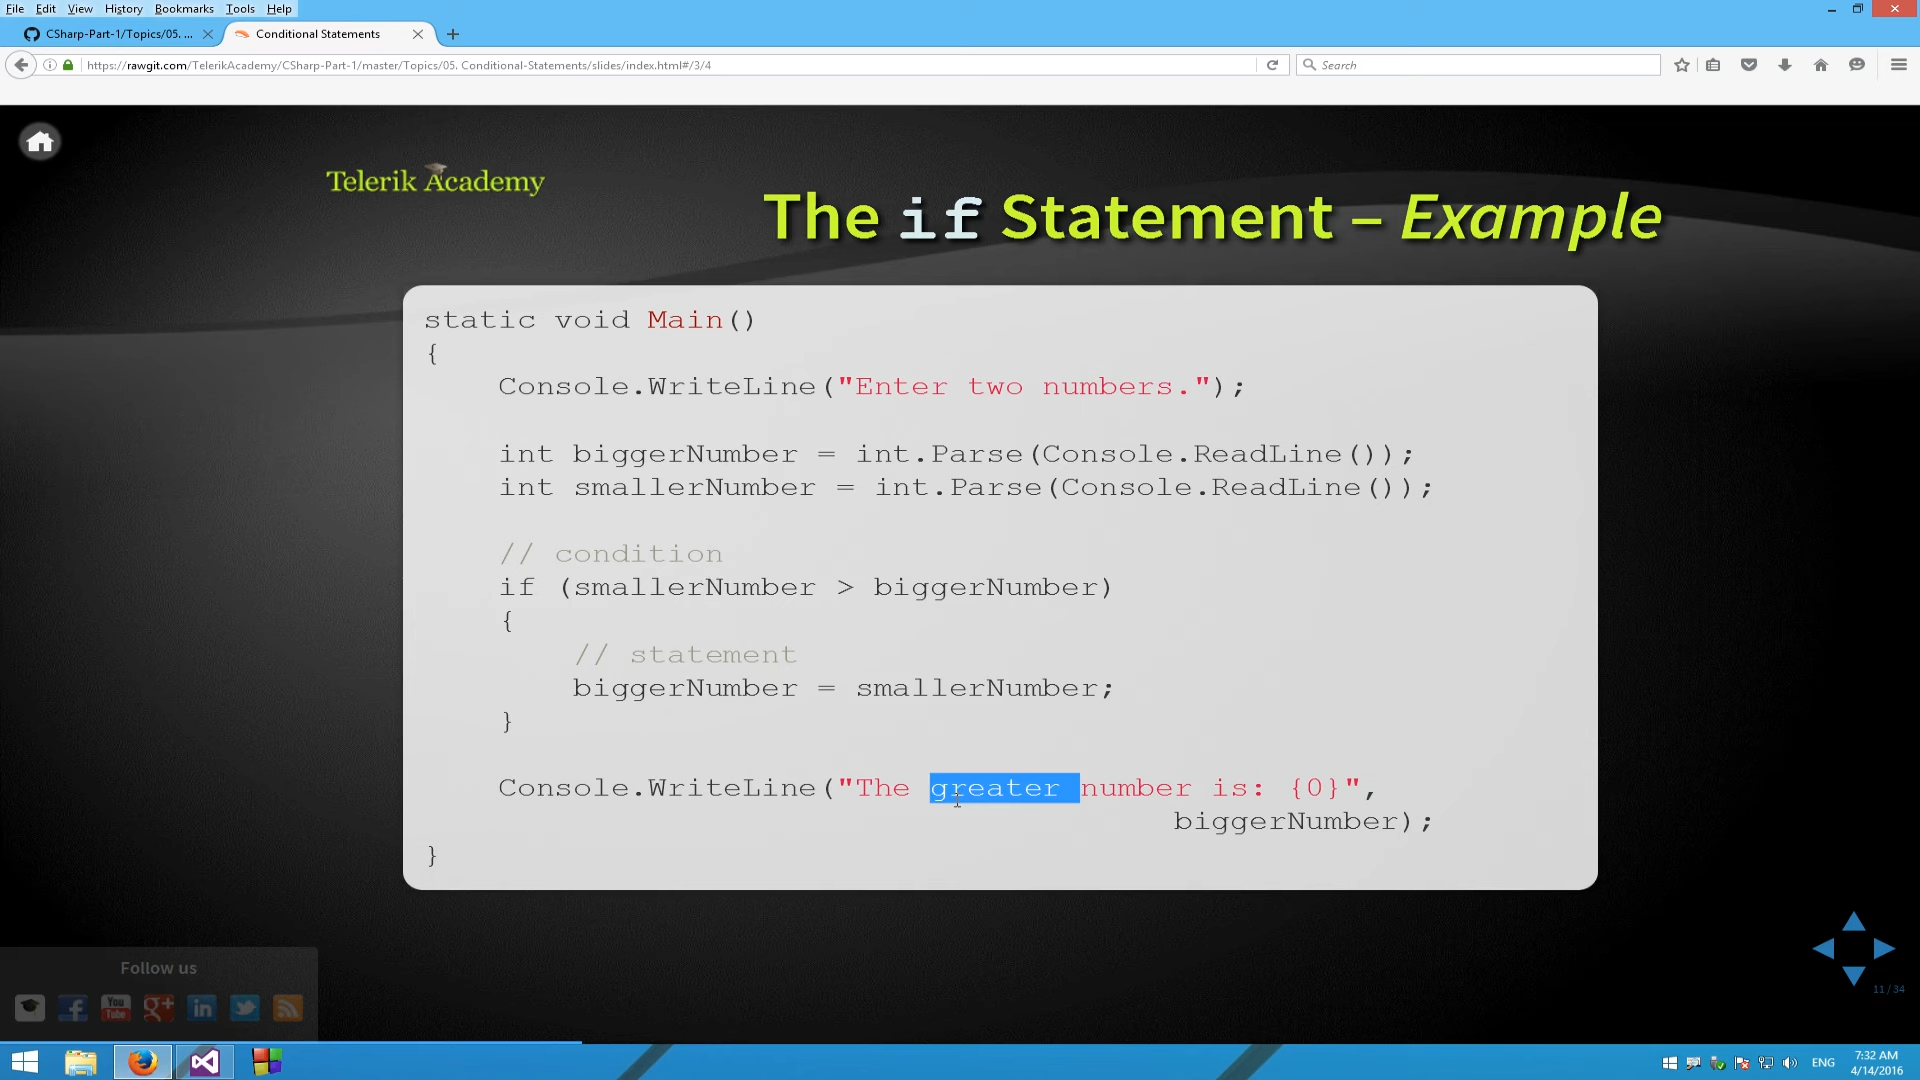 File Edit View History Bookmarks Tools Help
CSharp-Part-1/Topics/05. ...
Conditional Statements
https://rawgit.com/TelerikAcademy/CSharp-Part-1/master/Topics/05. Conditional-Statements/slides/index.html#/3/4
Search
Telerik Academy
The if Statement – Example
static void Main()
{
Console.WriteLine("Enter two numbers.");
int biggerNumber = int.Parse(Console.ReadLine());
int smallerNumber = int.Parse(Console.ReadLine());
// condition
if (smallerNumber > biggerNumber)
{
// statement
biggerNumber = smallerNumber;
}
Console.WriteLine("The greater number is: {0}",
biggerNumber);
}
Follow us
You
Tube
g+
in
11 / 34
ENG
7:32 AM
4/14/2016